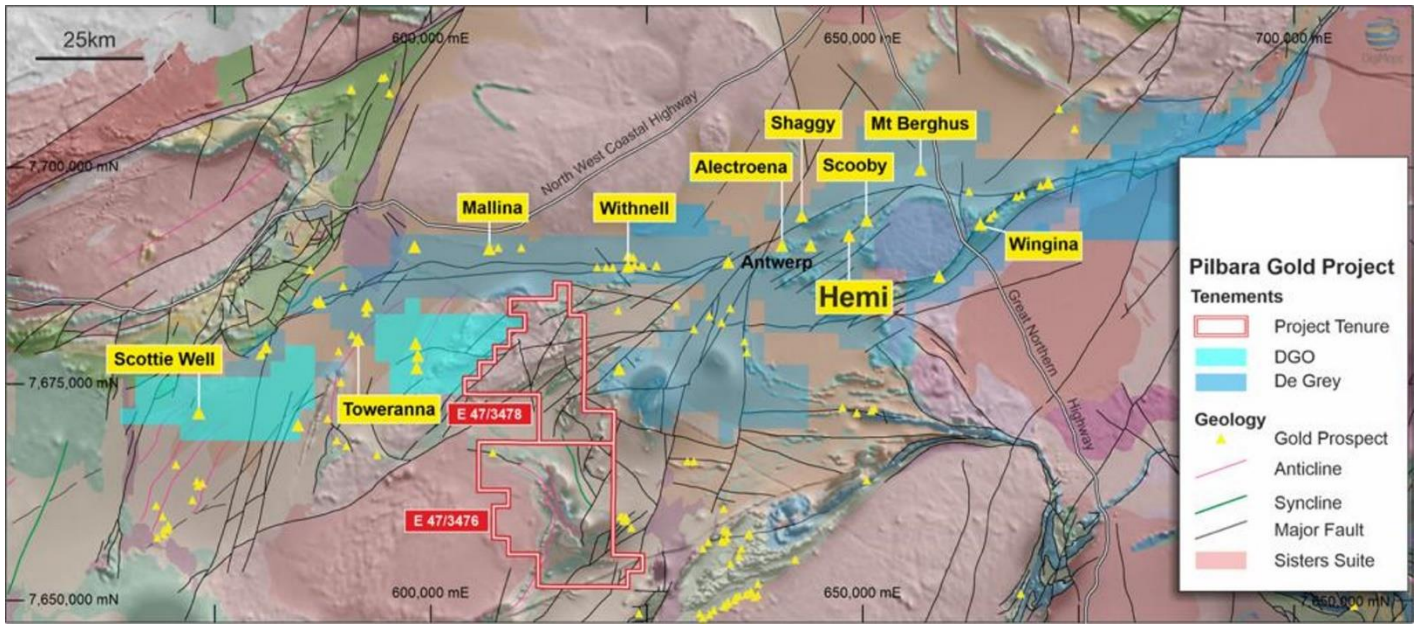 25km
600,000 mE
650,000 mE
700,000 mE
DigMaps
North West Coastal Highway
7,700,000 mN
Shaggy
Mt Berghus
Alectroena
Scooby
Mallina
Withnell
Wingina
Antwerp
Hemi
Great Northern
Highway
Scottie Well
7,675,000 mN
Toweranna
E 47/3478
E 47/3476
7,650,000 mN
600,000 mE
650,000 mE
Pilbara Gold Project
Tenements
Project Tenure
DGO
De Grey
Geology
Gold Prospect
Anticline
Syncline
Major Fault
Sisters Suite
7,650,000 mN